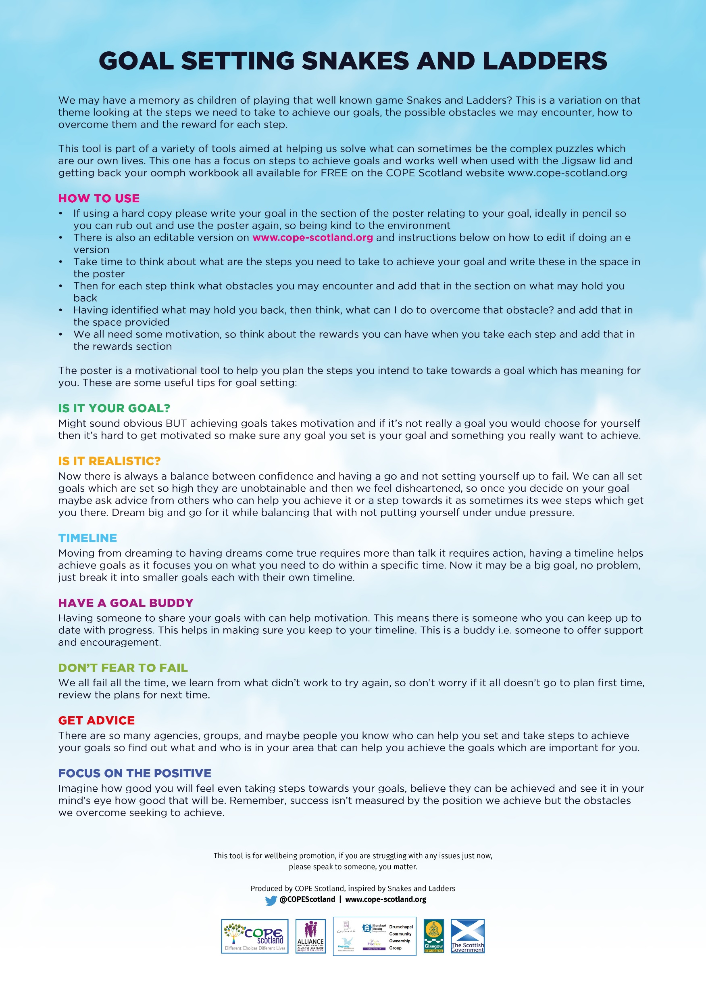 GOAL SETTING SNAKES AND LADDERS
We may have a memory as children of playing that well known game Snakes and Ladders? This is a variation on that
theme looking at the steps we need to take to achieve our goals, the possible obstacles we may encounter, how to
overcome them and the reward for each step.
This tool is part of a variety of tools aimed at helping us solve what can sometimes be the complex puzzles which
are our own lives. This one has a focus on steps to achieve goals and works well when used with the Jigsaw lid and
getting back your oomph workbook all available for FREE on the COPE Scotland website www.cope-scotland.org
HOW TO USE
• If using a hard copy please write your goal in the section of the poster relating to your goal, ideally in pencil so
you can rub out and use the poster again, so being kind to the environment
• There is also an editable version on www.cope-scotland.org and instructions below on how to edit if doing an e
version
• Take time to think about what are the steps you need to take to achieve your goal and write these in the space in
the poster
• Then for each step think what obstacles you may encounter and add that in the section on what may hold you
back
• Having identified what may hold you back, then think, what can I do to overcome that obstacle? and add that in
the space provided
• We all need some motivation, so think about the rewards you can have when you take each step and add that in
the rewards section
The poster is a motivational tool to help you plan the steps you intend to take towards a goal which has meaning for
you. These are some useful tips for goal setting:
IS IT YOUR GOAL?
Might sound obvious BUT achieving goals takes motivation and if it's not really a goal you would choose for yourself
then it's hard to get motivated so make sure any goal you set is your goal and something you really want to achieve.
IS IT REALISTIC?
Now there is always a balance between confidence and having a go and not setting yourself up to fail. We can all set
goals which are set so high they are unobtainable and then we feel disheartened, so once you decide on your goal
maybe ask advice from others who can help you achieve it or a step towards it as sometimes its wee steps which get
you there. Dream big and go for it while balancing that with not putting yourself under undue pressure.
TIMELINE
Moving from dreaming to having dreams come true requires more than talk it requires action, having a timeline helps
achieve goals as it focuses you on what you need to do within a specific time. Now it may be a big goal, no problem,
just break it into smaller goals each with their own timeline.
HAVE A GOAL BUDDY
Having someone to share your goals with can help motivation. This means there is someone who you can keep up to
date with progress. This helps in making sure you keep to your timeline. This is a buddy i.e. someone to offer support
and encouragement.
DON'T FEAR TO FAIL
We all fail all the time, we learn from what didn't work to try again, so don't worry if it all doesn't go to plan first time,
review the plans for next time.
GET ADVICE
There are so many agencies, groups, and maybe people you know who can help you set and take steps to achieve
your goals so find out what and who is in your area that can help you achieve the goals which are important for you.
FOCUS ON THE POSITIVE
Imagine how good you will feel even taking steps towards your goals, believe they can be achieved and see it in your
mind's eye how good that will be. Remember, success isn't measured by the position we achieve but the obstacles
we overcome seeking to achieve.
This tool is for wellbeing promotion, if you are struggling with any issues just now,
please speak to someone, you matter.
Produced by COPE Scotland, inspired by Snakes and Ladders
@COPEScotland | www.cope-scotland.org
COPE
scotland
Different Choices Different Lives
ALLIANCE
HEALTH AND SOCIAL CARE
ALLIANCE SCOTLAND
people at the centre
Cernach
Drumchapel
Housing
Kingsridge
Pineview
Putting People 1st
Drumchapel
Community
Ownership
Group
Glasgow
CITY COUNCIL
The Scottish
Government